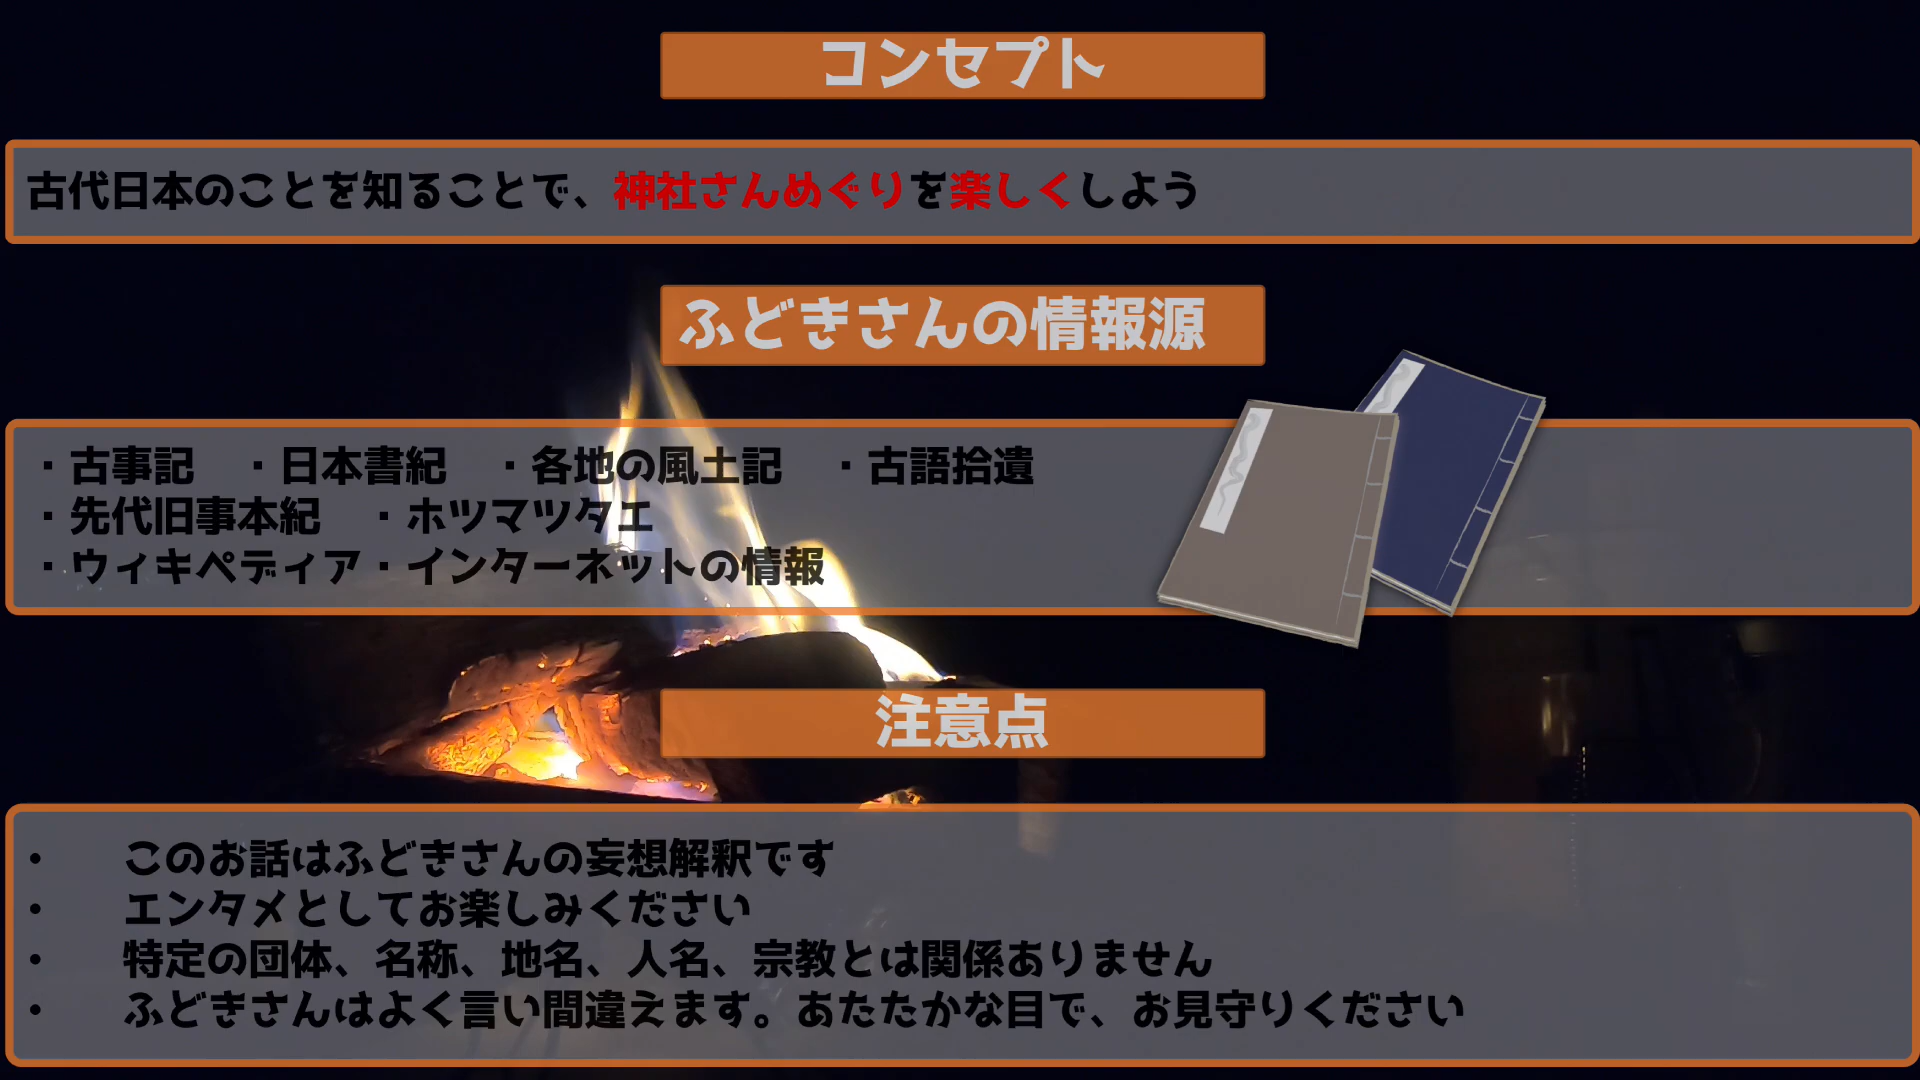 コンセプト
古代日本のことを知ることで、神社さんめぐりを楽しくしよう
ふどきさんの情報源
・古事記　・日本書紀　・各地の風土記　・古語拾遺
・先代旧事本紀　・ホツマツタエ
・ウィキペディア・インターネットの情報
注意点
• このお話はふどきさんの妄想解釈です
• エンタメとしてお楽しみください
• 特定の団体、名称、地名、人名、宗教とは関係ありません
• ふどきさんはよく言い間違えます。あたたかな目で、お見守りください